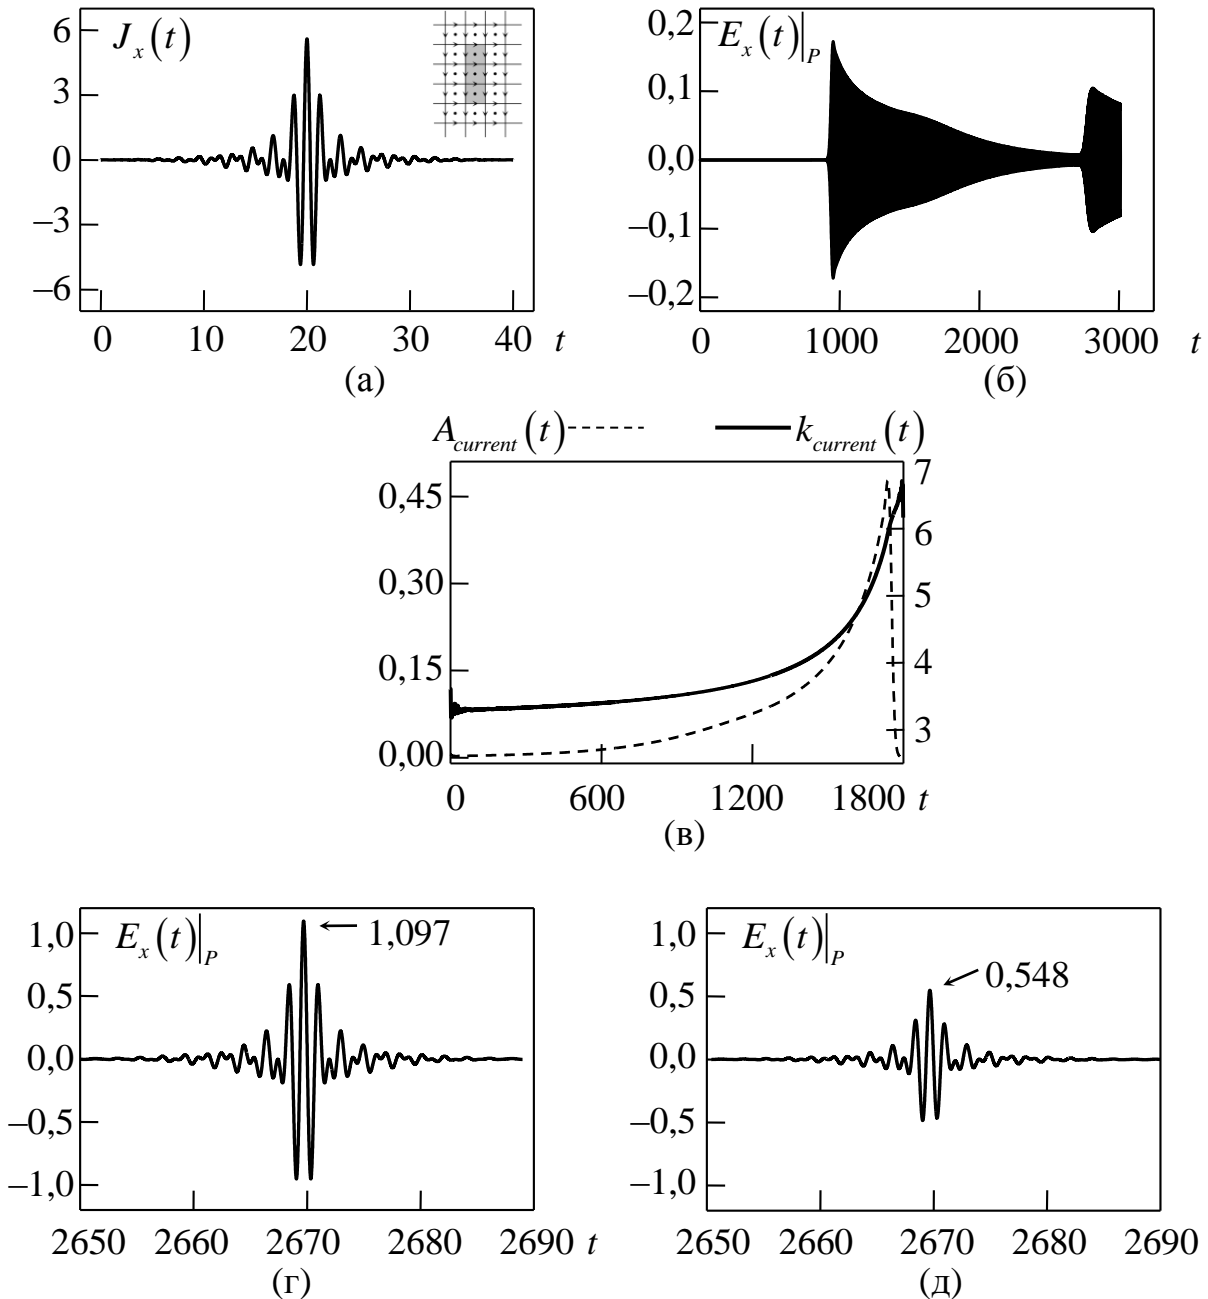 J_x(t)
6
3
0
−3
−6
0 10 20 30 40 t
(а)
E_x(t)|_P
0,2
0,1
0,0
−0,1
−0,2
0 1000 2000 3000 t
(б)
A_current(t) k_current(t)
0,45
0,30
0,15
0,00
7
6
5
4
3
0 600 1200 1800 t
(в)
E_x(t)|_P
1,097
1,0
0,5
0,0
−0,5
−1,0
2650 2660 2670 2680 2690 t
(г)
E_x(t)|_P
0,548
1,0
0,5
0,0
−0,5
−1,0
2650 2660 2670 2680 2690
(д)